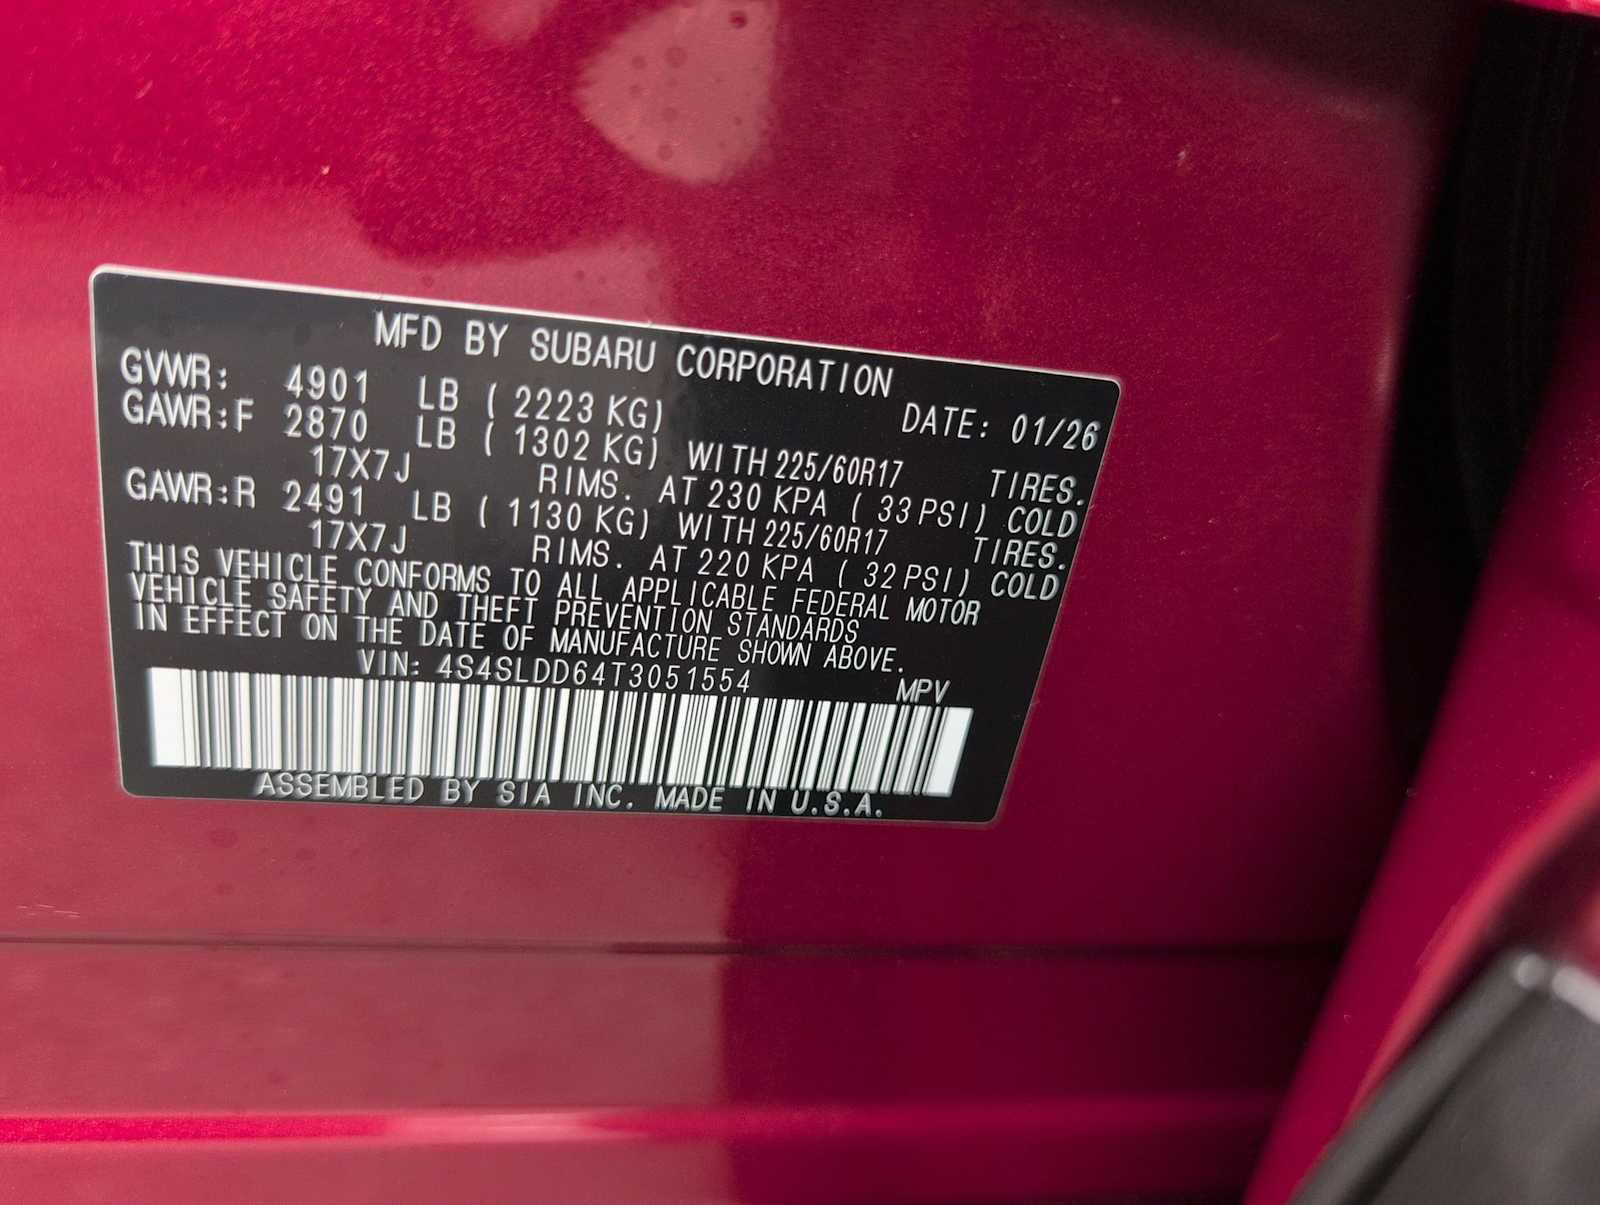 MFD BY SUBARU CORPORATION
GVWR: 4901 LB ( 2223 KG) DATE: 01/26
GAWR:F 2870 LB ( 1302 KG) WITH 225/60R17 TIRES.
17X7J RIMS. AT 230 KPA ( 33 PSI) COLD
GAWR:R 2491 LB ( 1130 KG) WITH 225/60R17 TIRES.
17X7J RIMS. AT 220 KPA ( 32 PSI) COLD
THIS VEHICLE CONFORMS TO ALL APPLICABLE FEDERAL MOTOR
VEHICLE SAFETY AND THEFT PREVENTION STANDARDS
IN EFFECT ON THE DATE OF MANUFACTURE SHOWN ABOVE.
VIN: 4S4SLDD64T3051554 MPV
ASSEMBLED BY SIA INC. MADE IN U.S.A.